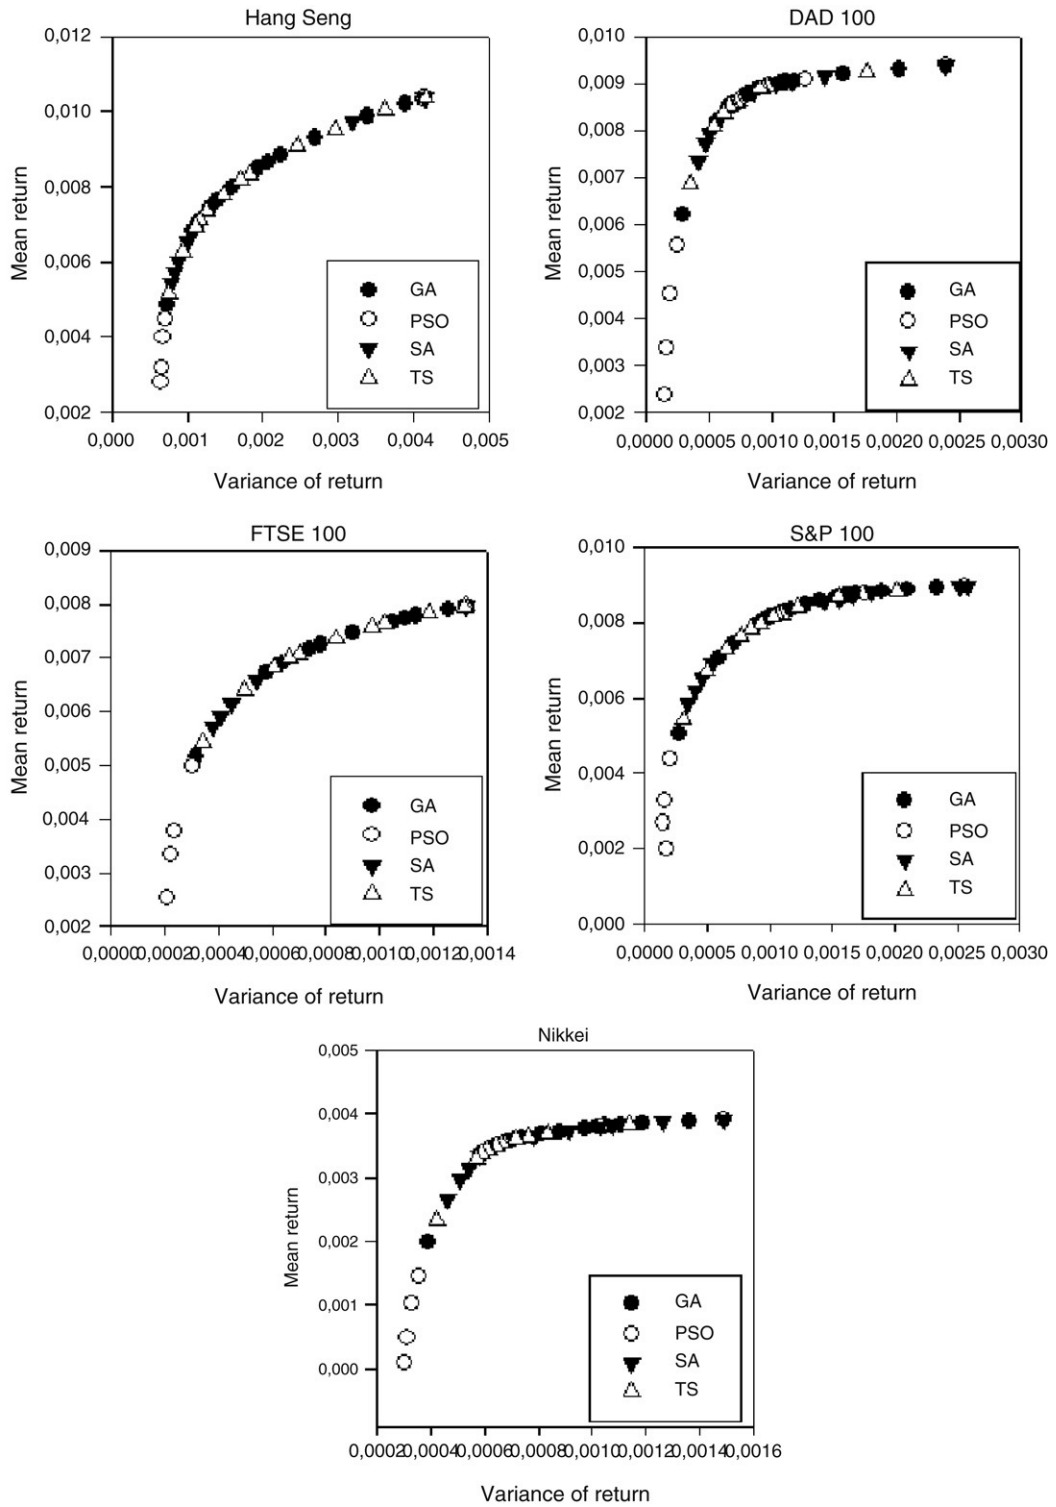 Hang Seng
0,012
0,010
0,008
0,006
0,004
0,002
Mean return
GA
PSO
SA
TS
0,000 0,001 0,002 0,003 0,004 0,005
Variance of return
DAD 100
0,010
0,009
0,008
0,007
0,006
0,005
0,004
0,003
0,002
Mean return
GA
PSO
SA
TS
0,0000 0,0005 0,0010 0,0015 0,0020 0,0025 0,0030
Variance of return
FTSE 100
0,009
0,008
0,007
0,006
0,005
0,004
0,003
0,002
Mean return
GA
PSO
SA
TS
0,0000 0,0002 0,0004 0,0006 0,0008 0,0010 0,0012 0,0014
Variance of return
S&P 100
0,010
0,008
0,006
0,004
0,002
0,000
Mean return
GA
PSO
SA
TS
0,0000 0,0005 0,0010 0,0015 0,0020 0,0025 0,0030
Variance of return
Nikkei
0,005
0,004
0,003
0,002
0,001
0,000
Mean return
GA
PSO
SA
TS
0,0002 0,0004 0,0006 0,0008 0,0010 0,0012 0,0014 0,0016
Variance of return